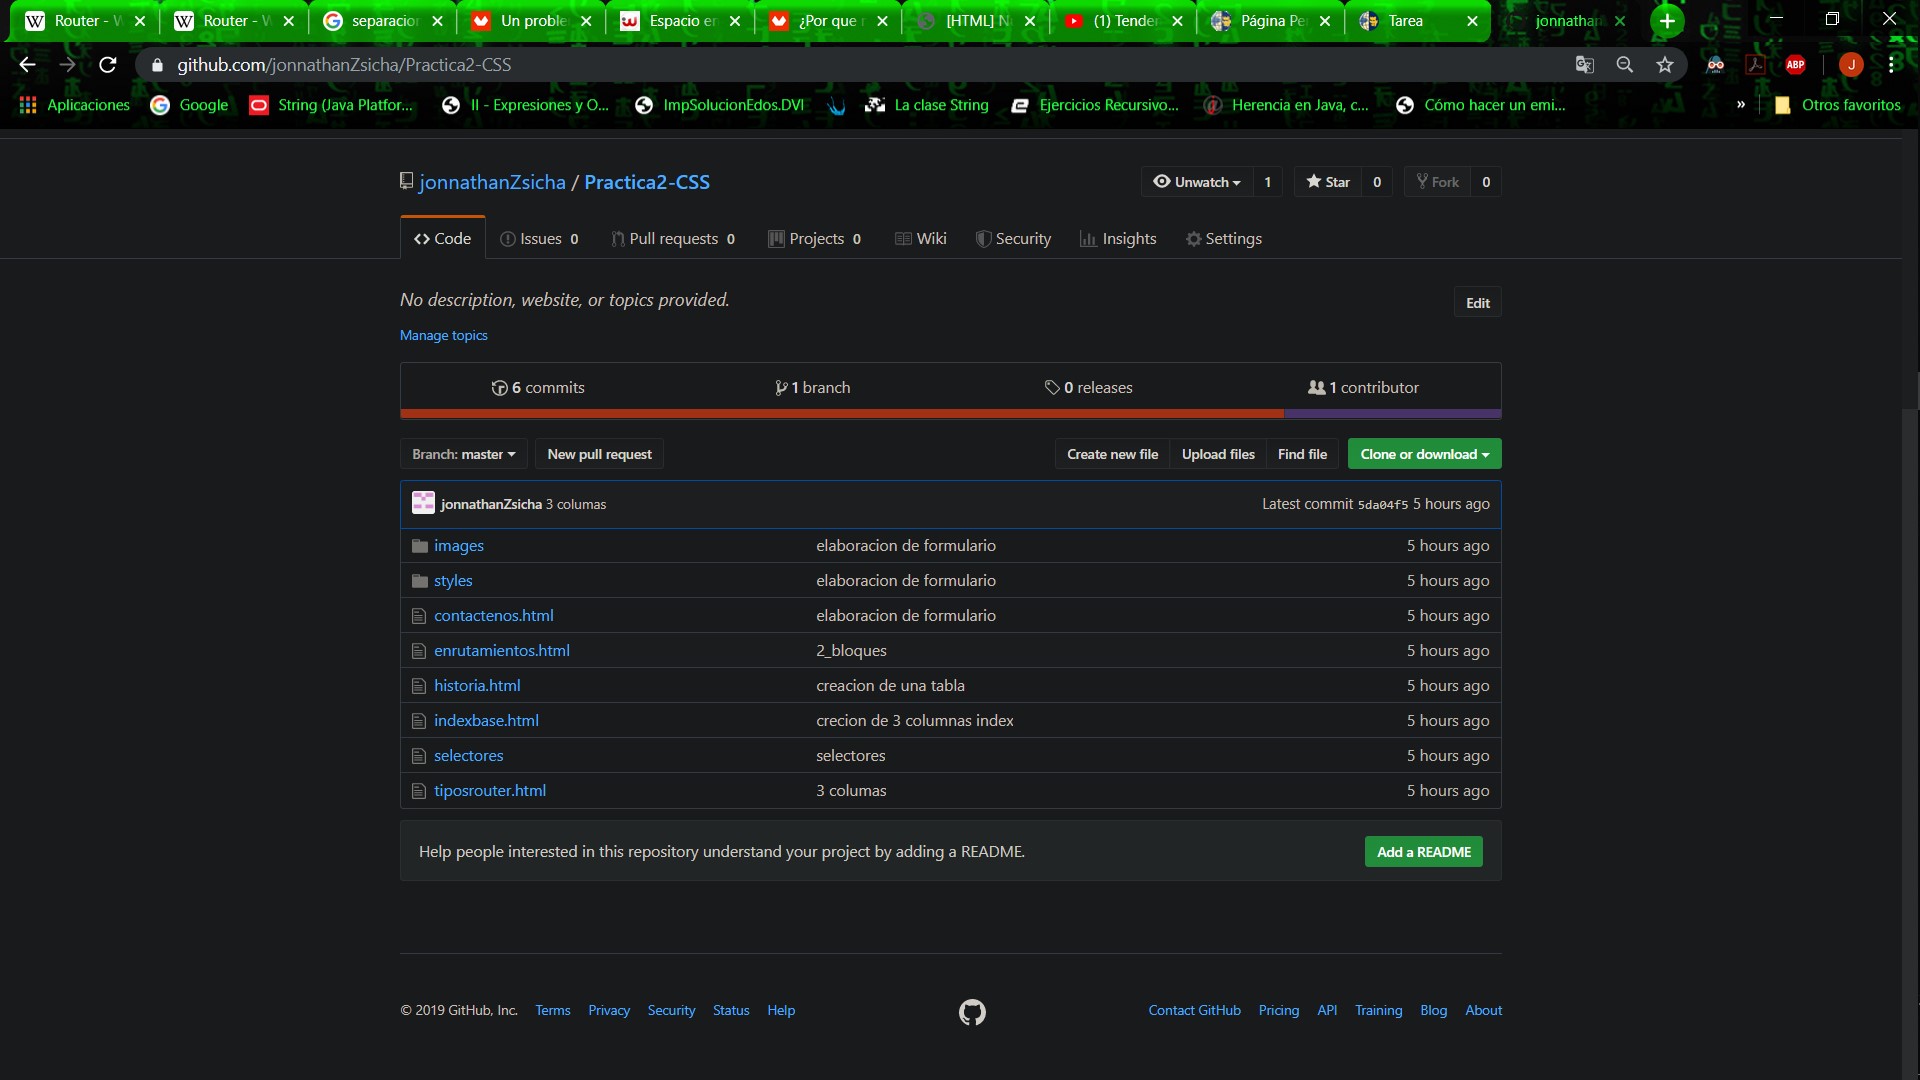 Router - W
Router - W
separacion
Un proble
Espacio en
¿Por que
[HTML] N
(1) Tenden
Página Pe
Tarea
jonnathan
github.com/jonnathanZsicha/Practica2-CSS
ABP
J
Aplicaciones
Google
String (Java Platfor...
II - Expresiones y O...
ImpSolucionEdos.DVI
La clase String
Ejercicios Recursivo...
Herencia en Java, c...
Cómo hacer un emi...
»
Otros favoritos
jonnathanZsicha / Practica2-CSS
Unwatch 1
Star 0
Fork 0
Code
Issues 0
Pull requests 0
Projects 0
Wiki
Security
Insights
Settings
No description, website, or topics provided.
Edit
Manage topics
6 commits
1 branch
0 releases
1 contributor
Branch: master
New pull request
Create new file
Upload files
Find file
Clone or download
jonnathanZsicha 3 columas
Latest commit 5da04f5 5 hours ago
images elaboracion de formulario 5 hours ago
styles elaboracion de formulario 5 hours ago
contactenos.html elaboracion de formulario 5 hours ago
enrutamientos.html 2_bloques 5 hours ago
historia.html creacion de una tabla 5 hours ago
indexbase.html crecion de 3 columnas index 5 hours ago
selectores selectores 5 hours ago
tiposrouter.html 3 columas 5 hours ago
Help people interested in this repository understand your project by adding a README.
Add a README
© 2019 GitHub, Inc. Terms Privacy Security Status Help
Contact GitHub Pricing API Training Blog About